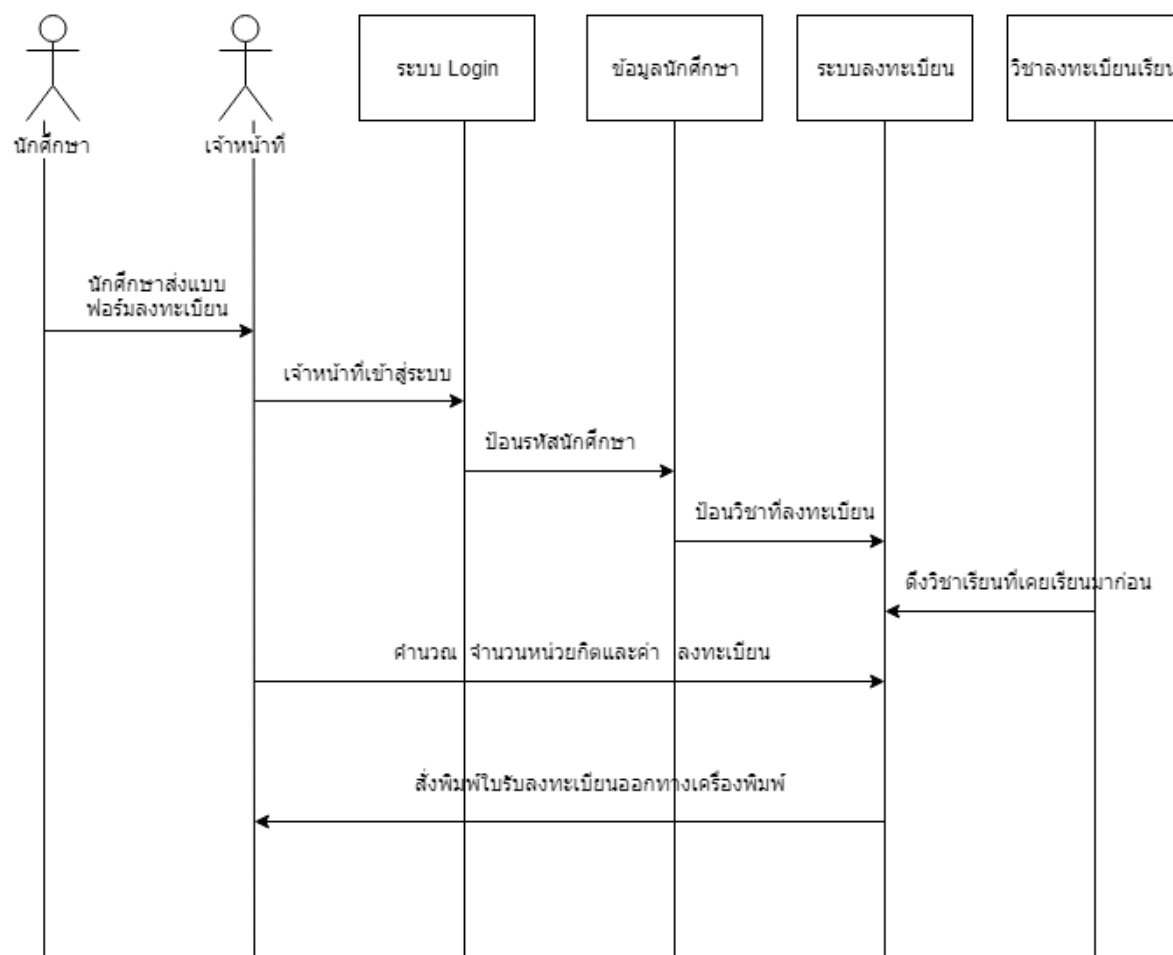 ระบบ Login
ข้อมูลนักศึกษา
ระบบลงทะเบียน
วิชาลงทะเบียนเรียน
นักศึกษา
เจ้าหน้าที่
นักศึกษาส่งแบบ
ฟอร์มลงทะเบียน
เจ้าหน้าที่เข้าสู่ระบบ
ป้อนรหัสนักศึกษา
ป้อนวิชาที่ลงทะเบียน
ดึงวิชาเรียนที่เคยเรียนมาก่อน
คำนวณ จำนวนหน่วยกิตและค่า ลงทะเบียน
สั่งพิมพ์ใบรับลงทะเบียนออกทางเครื่องพิมพ์